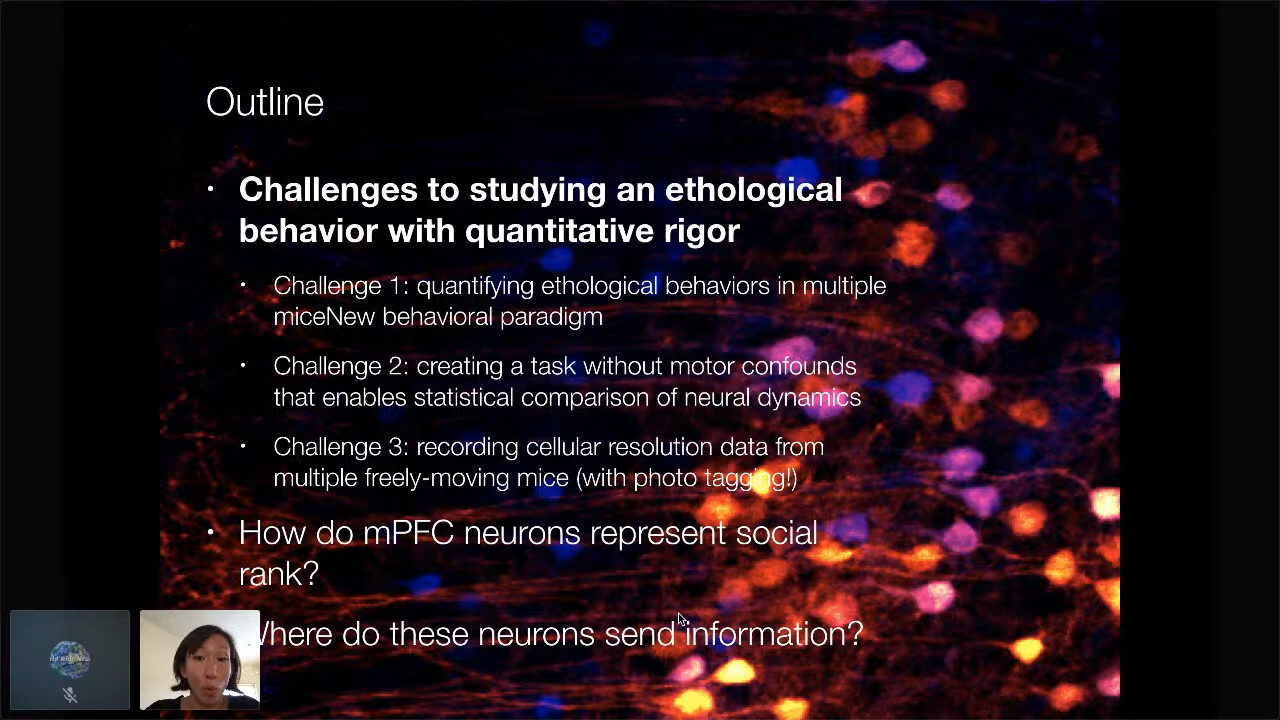 Outline
• Challenges to studying an ethological
behavior with quantitative rigor
• Challenge 1: quantifying ethological behaviors in multiple
miceNew behavioral paradigm
• Challenge 2: creating a task without motor confounds
that enables statistical comparison of neural dynamics
• Challenge 3: recording cellular resolution data from
multiple freely-moving mice (with photo tagging!)
• How do mPFC neurons represent social
rank?
Where do these neurons send information?